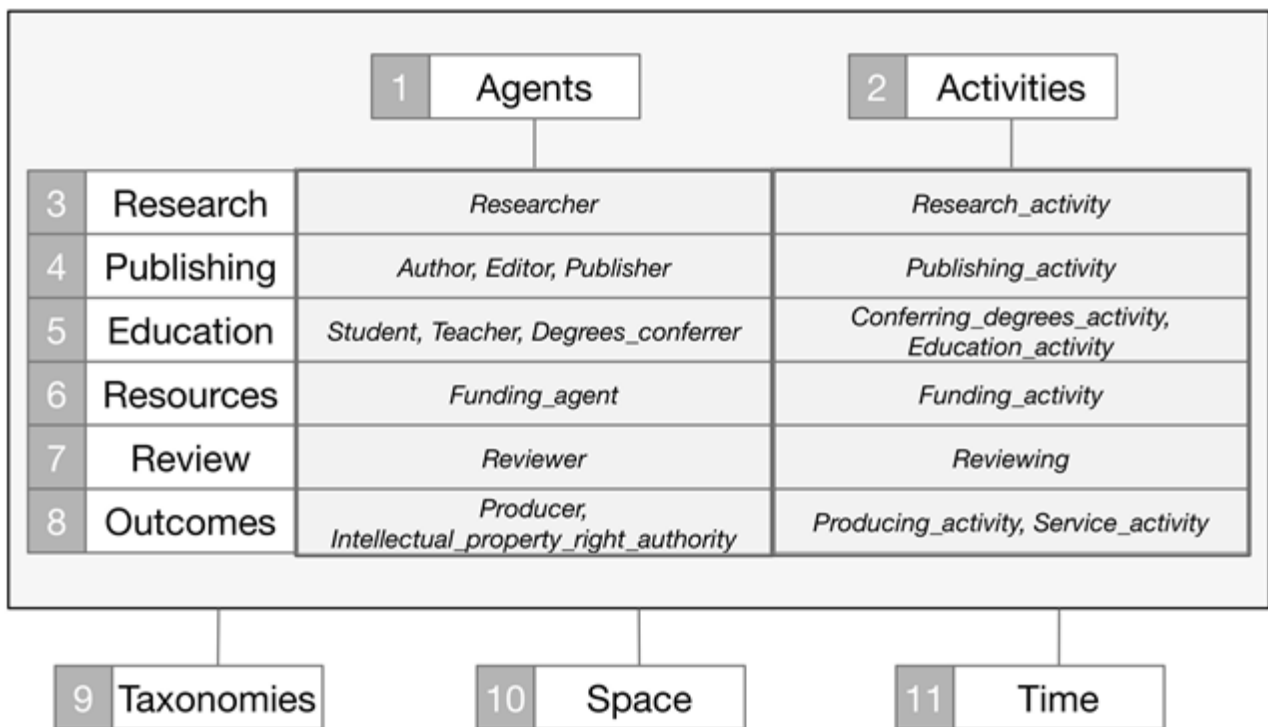 1 Agents 2 Activities
3 Research Researcher Research_activity
4 Publishing Author, Editor, Publisher Publishing_activity
5 Education Student, Teacher, Degrees_conferrer Conferring_degrees_activity,
Education_activity
6 Resources Funding_agent Funding_activity
7 Review Reviewer Reviewing
8 Outcomes Producer,
Intellectual_property_right_authority Producing_activity, Service_activity
9 Taxonomies 10 Space 11 Time